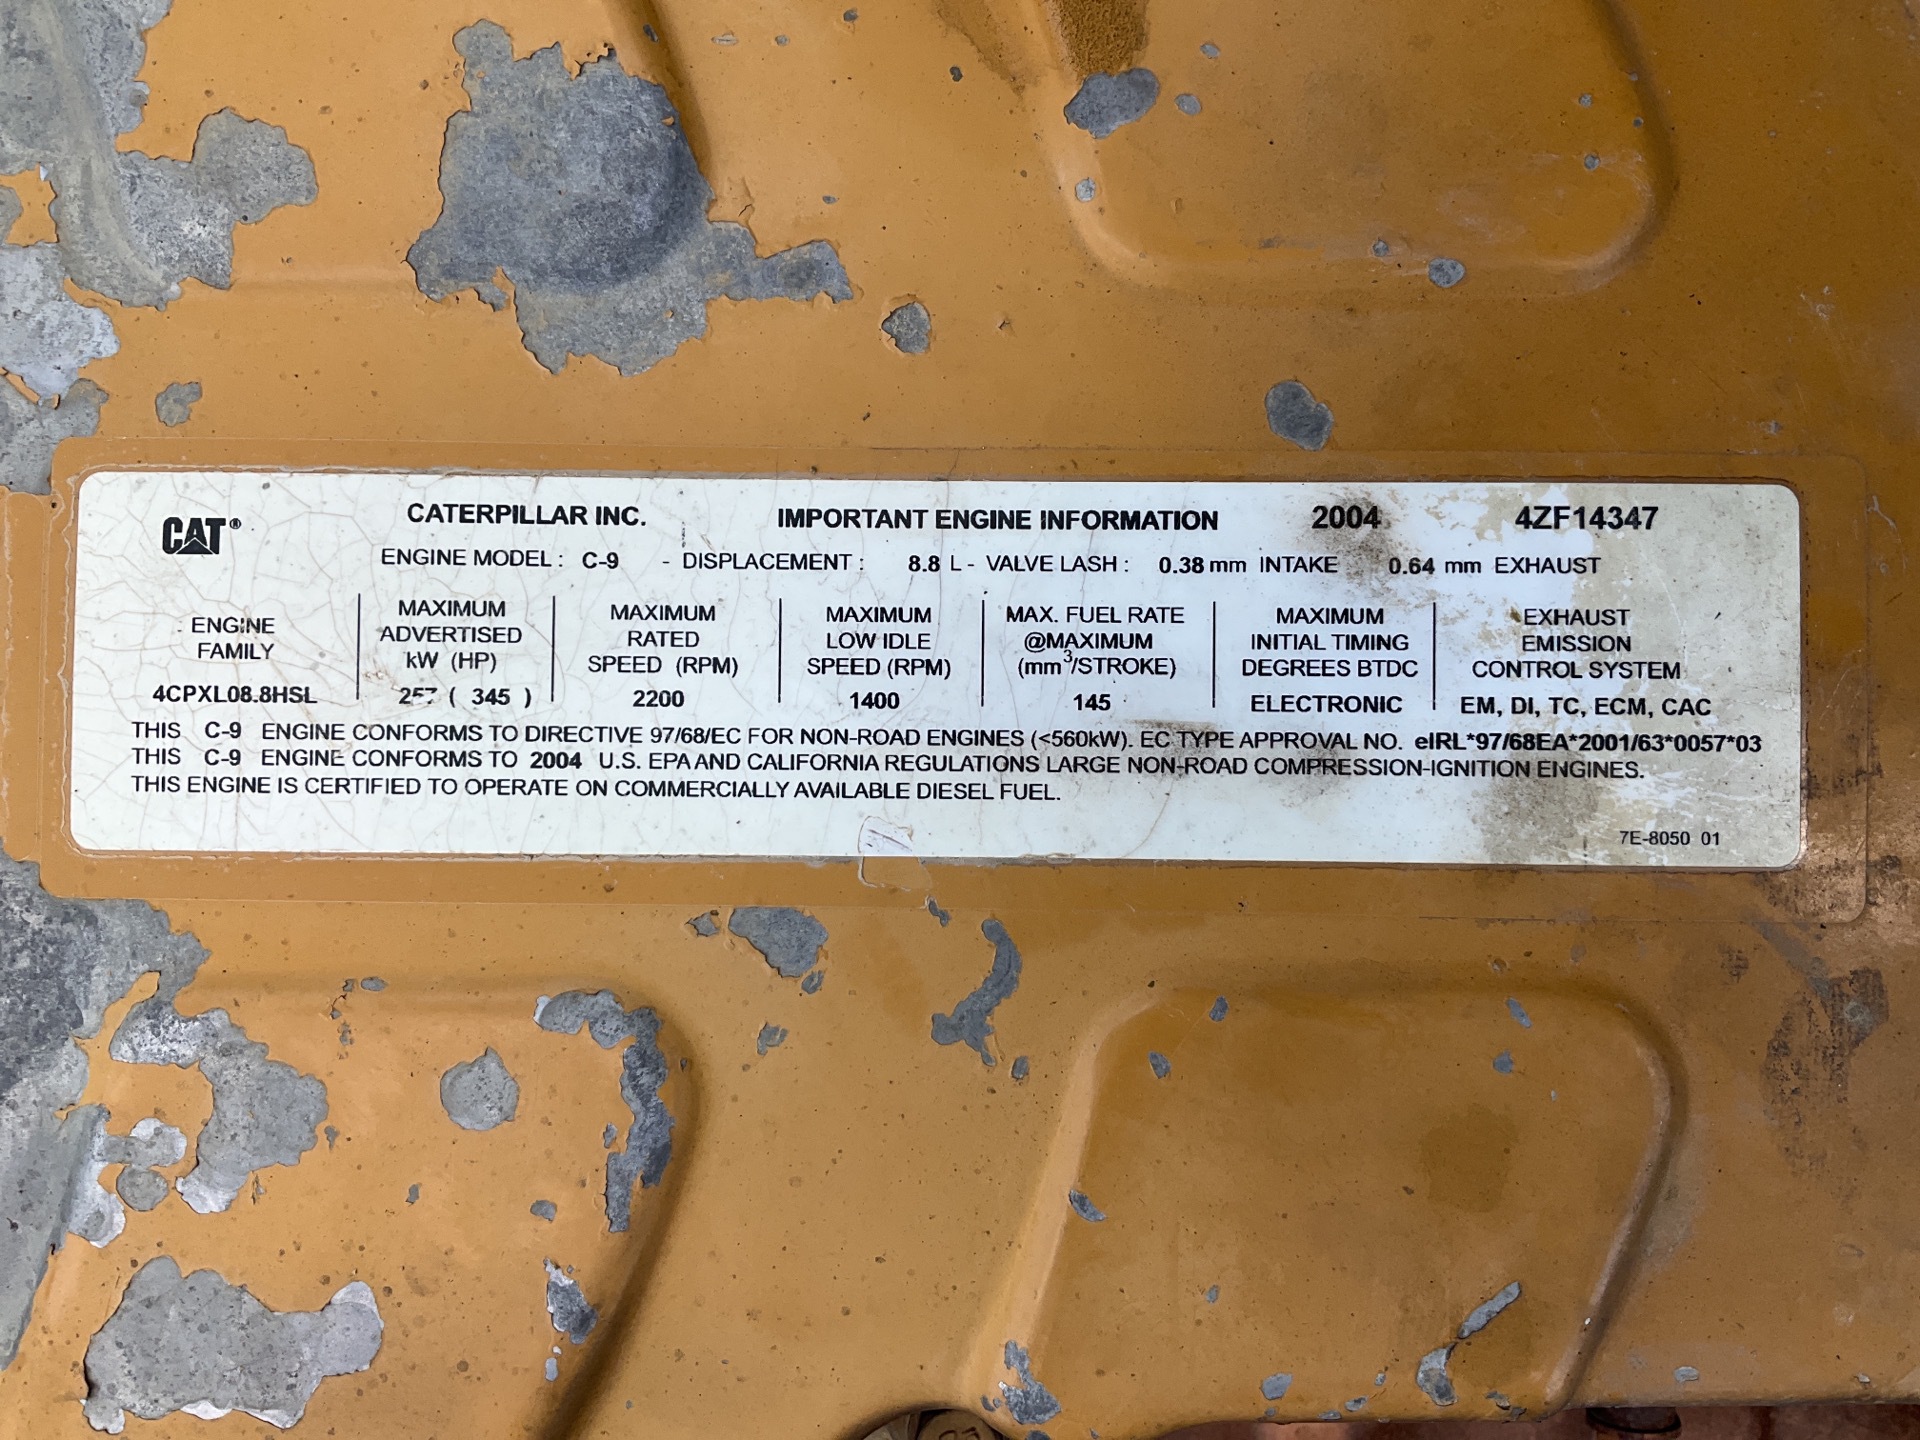 CAT® CATERPILLAR INC. IMPORTANT ENGINE INFORMATION 2004 4ZF14347
ENGINE MODEL : C-9 - DISPLACEMENT : 8.8 L - VALVE LASH : 0.38 mm INTAKE 0.64 mm EXHAUST
ENGINE FAMILY
4CPXL08.8HSL
MAXIMUM
ADVERTISED
kW (HP)
257 ( 345 )
MAXIMUM
RATED
SPEED (RPM)
2200
MAXIMUM
LOW IDLE
SPEED (RPM)
1400
MAX. FUEL RATE
@MAXIMUM
(mm³/STROKE)
145
MAXIMUM
INITIAL TIMING
DEGREES BTDC
ELECTRONIC
EXHAUST
EMISSION
CONTROL SYSTEM
EM, DI, TC, ECM, CAC
THIS C-9 ENGINE CONFORMS TO DIRECTIVE 97/68/EC FOR NON-ROAD ENGINES (<560kW). EC TYPE APPROVAL NO. eIRL*97/68EA*2001/63*0057*03
THIS C-9 ENGINE CONFORMS TO 2004 U.S. EPA AND CALIFORNIA REGULATIONS LARGE NON-ROAD COMPRESSION-IGNITION ENGINES.
THIS ENGINE IS CERTIFIED TO OPERATE ON COMMERCIALLY AVAILABLE DIESEL FUEL.
7E-8050 01